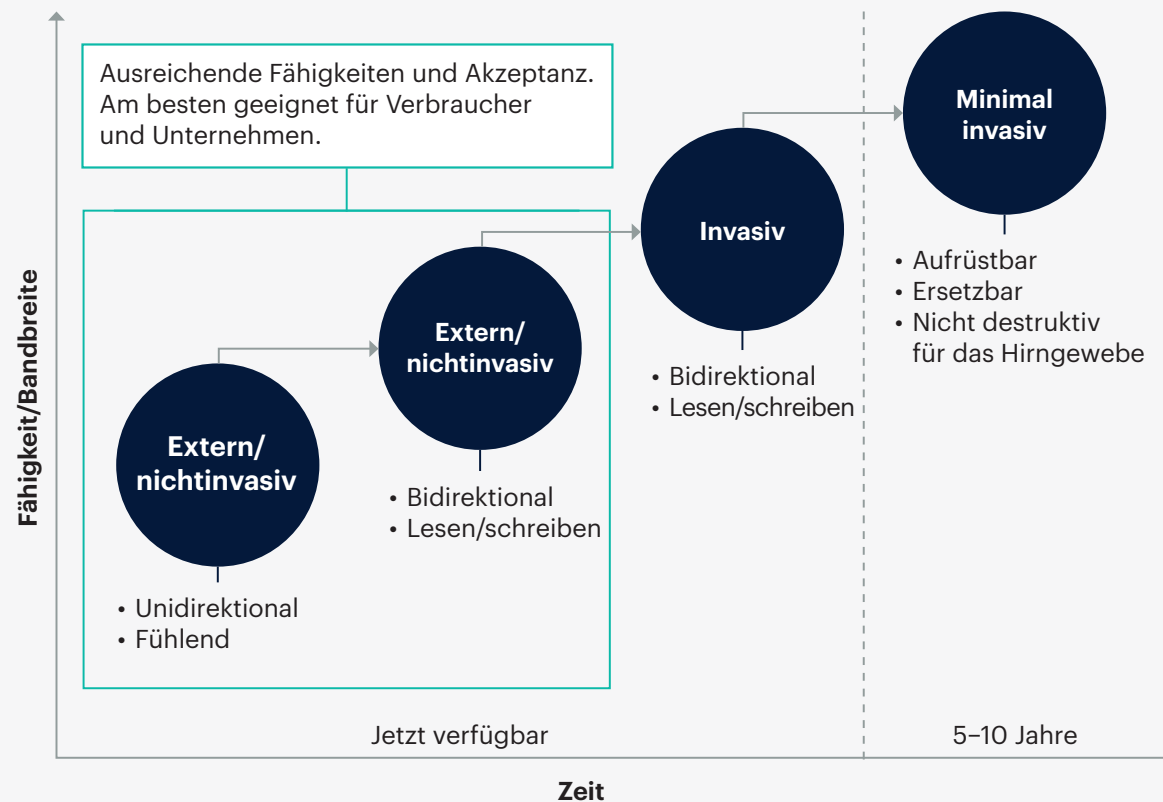 Ausreichende Fähigkeiten und Akzeptanz.
Am besten geeignet für Verbraucher
und Unternehmen.
Fähigkeit/Bandbreite
Extern/
nichtinvasiv
• Unidirektional
• Fühlend
Extern/
nichtinvasiv
• Bidirektional
• Lesen/schreiben
Invasiv
• Bidirektional
• Lesen/schreiben
Minimal
invasiv
• Aufrüstbar
• Ersetzbar
• Nicht destruktiv
für das Hirngewebe
Jetzt verfügbar
5–10 Jahre
Zeit